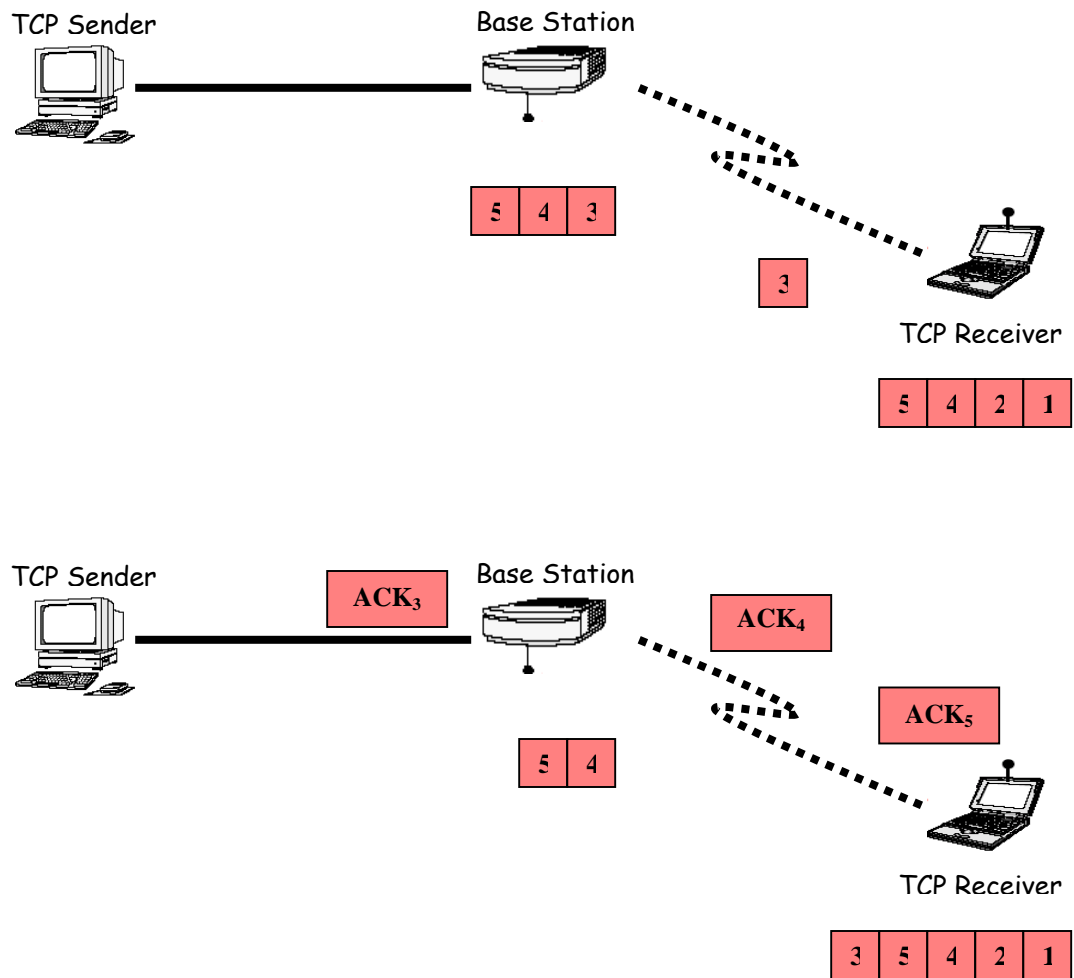 TCP Sender
Base Station
5 4 3
3
TCP Receiver
5 4 2 1
TCP Sender
Base Station
ACK₃
ACK₄
ACK₅
5 4
TCP Receiver
3 5 4 2 1